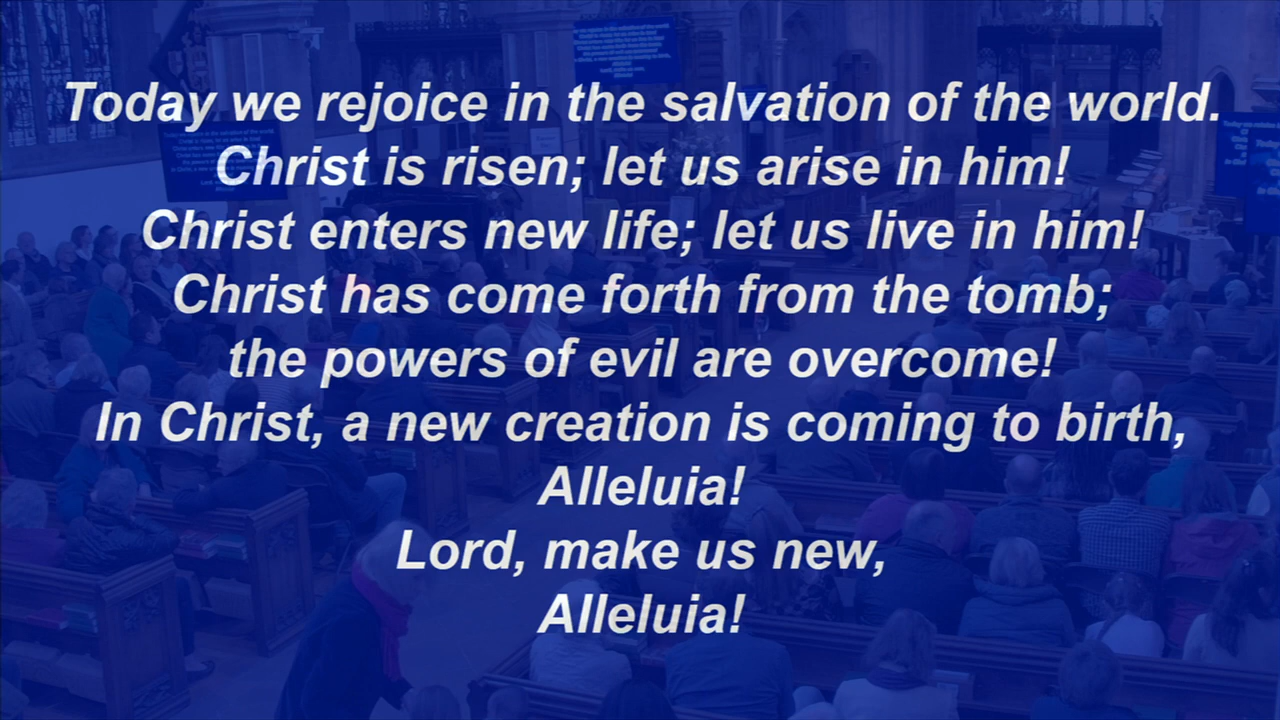 Today we rejoice in the salvation of the world.
Christ is risen; let us arise in him!
Christ enters new life; let us live in him!
Christ has come forth from the tomb;
the powers of evil are overcome!
In Christ, a new creation is coming to birth,
Alleluia!
Lord, make us new,
Alleluia!